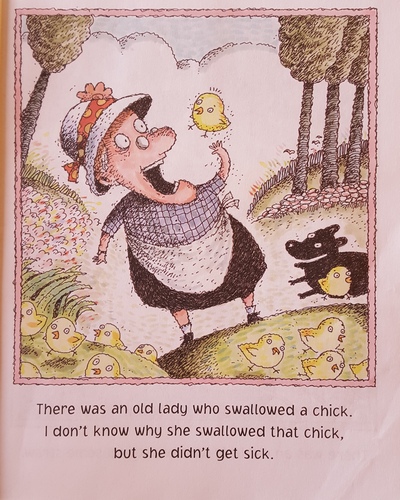 There was an old lady who swallowed a chick.
I don't know why she swallowed that chick,
but she didn't get sick.